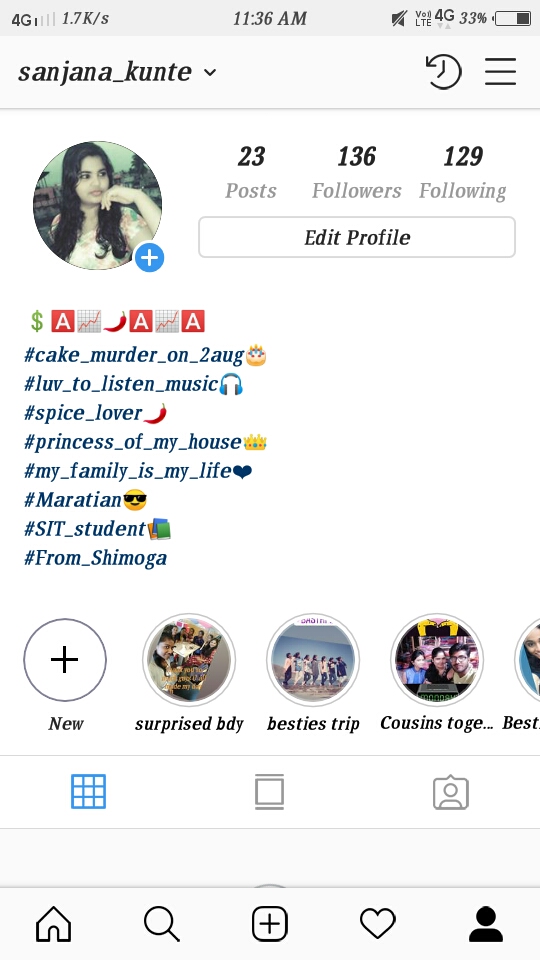 4G 1.7K/s 11:36 AM Vo) LTE 4G 33%
sanjana_kunte
23 136 129
Posts Followers Following
Edit Profile
💲🅰📈🌶🅰📈🅰
#cake_murder_on_2aug🎂
#luv_to_listen_music🎧
#spice_lover🌶
#princess_of_my_house👑
#my_family_is_my_life❤
#Maratian😎
#SIT_student📚
#From_Shimoga
New surprised bdy besties trip Cousins toge... Best